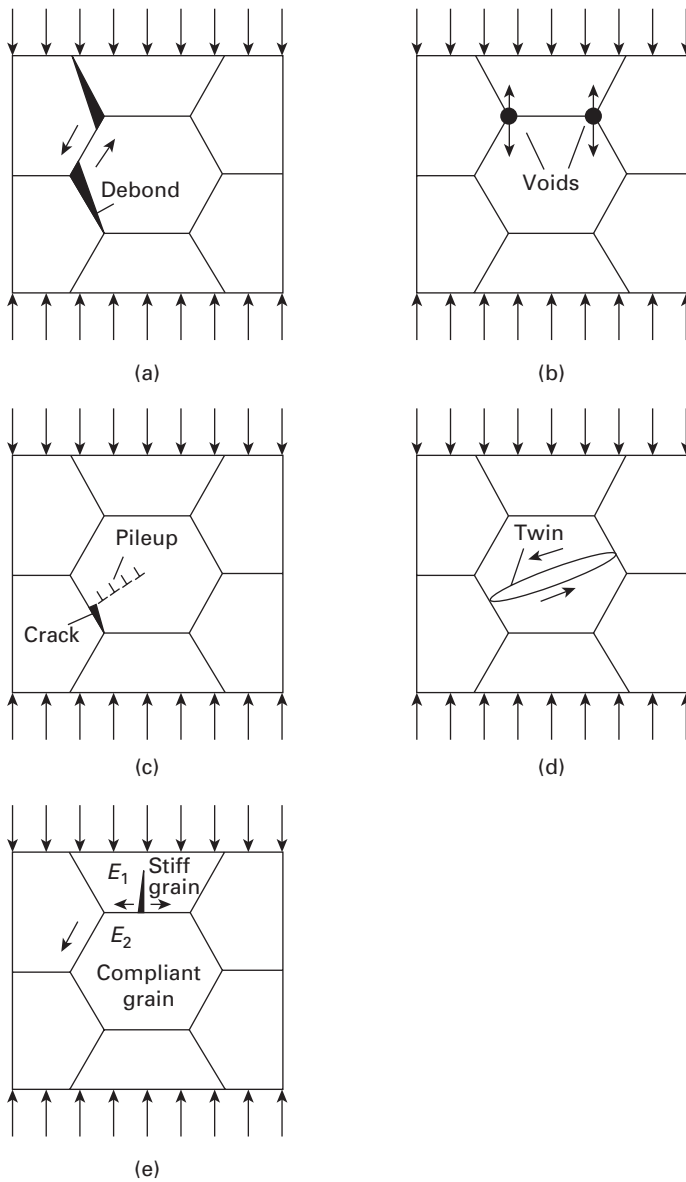 Debond
(a)
Voids
(b)
Pileup
Crack
(c)
Twin
(d)
E1 Stiff
grain
E2
Compliant
grain
(e)